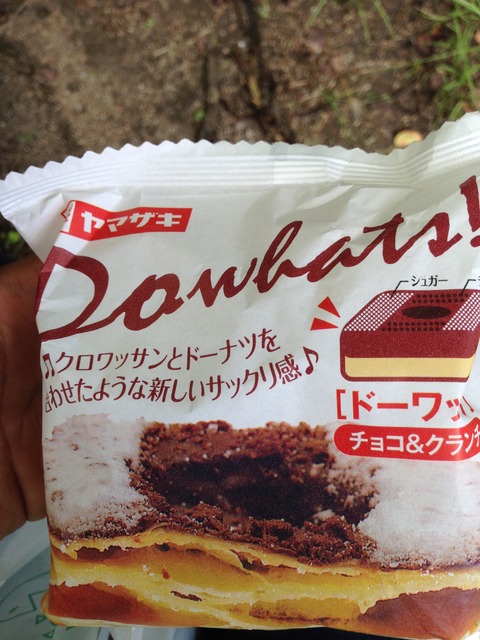 ヤマザキ
Dowhats!
シュガー
クロワッサンとドーナツを
合わせたような新しいサックリ感♪
[ドーワッ
チョコ&クランチ